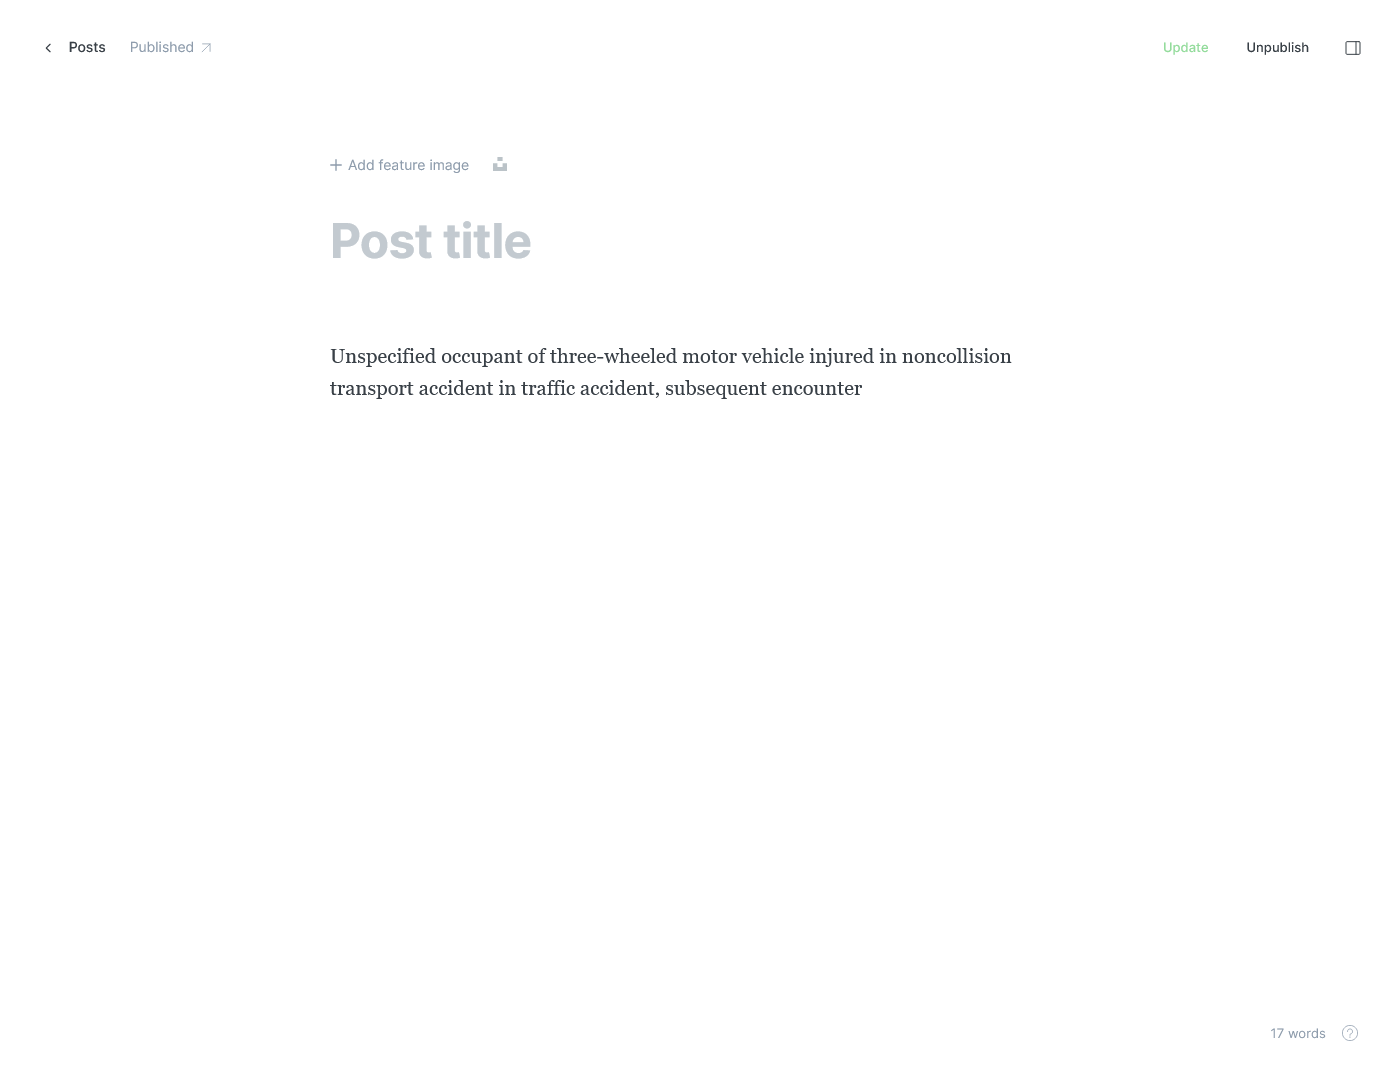 Posts
Published
Update
Unpublish
Add feature image
Post title
Unspecified occupant of three-wheeled motor vehicle injured in noncollision
transport accident in traffic accident, subsequent encounter
17 words
?